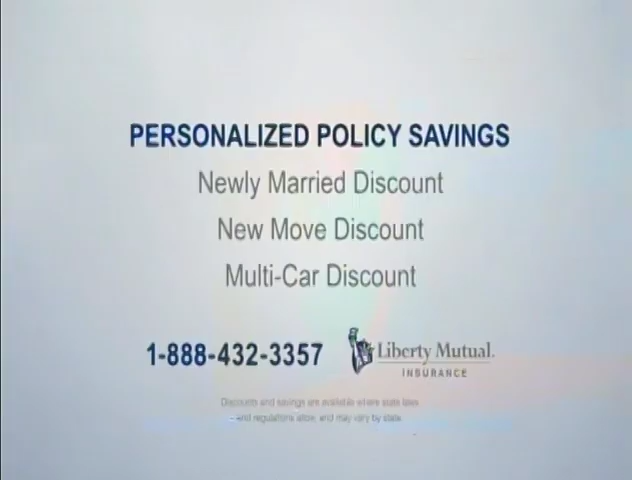 PERSONALIZED POLICY SAVINGS
Newly Married Discount
New Move Discount
Multi-Car Discount
1-888-432-3357
Liberty Mutual.
INSURANCE
Discounts and savings are available where state laws
and regulations allow, and may vary by state.